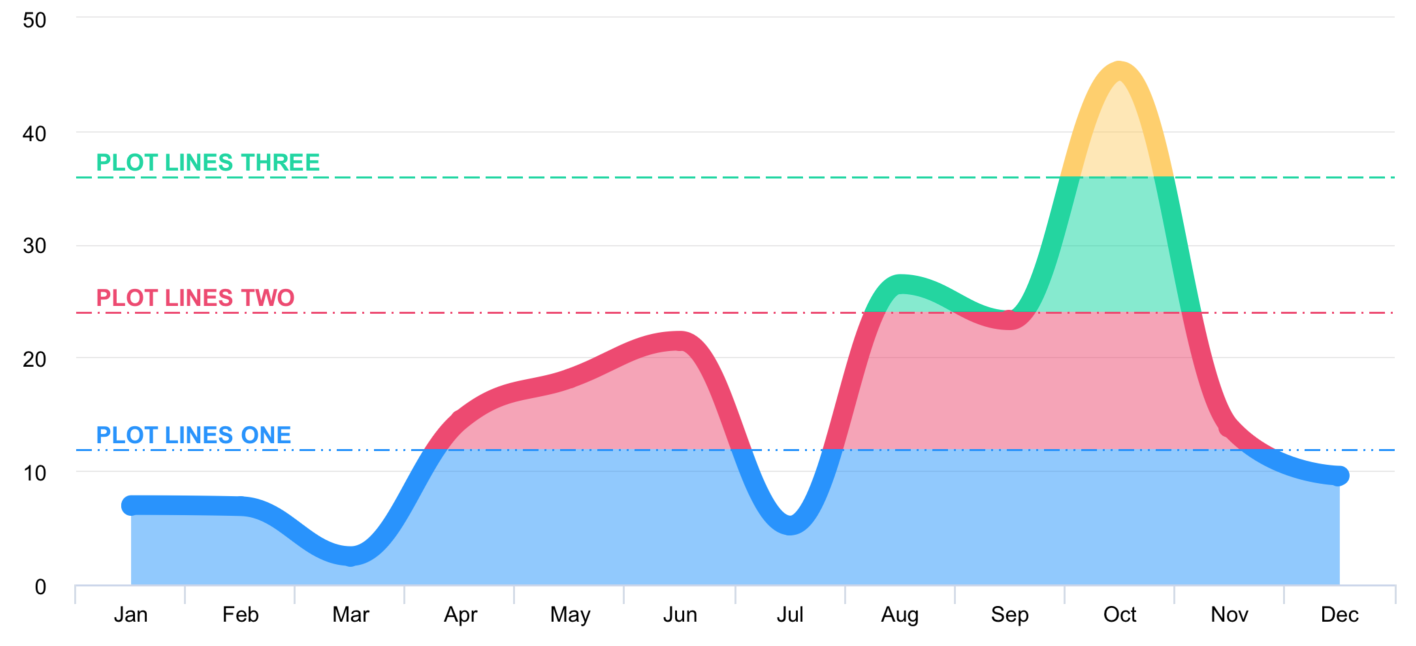 50
40
PLOT LINES THREE
30
PLOT LINES TWO
20
PLOT LINES ONE
10
0
Jan Feb Mar Apr May Jun Jul Aug Sep Oct Nov Dec